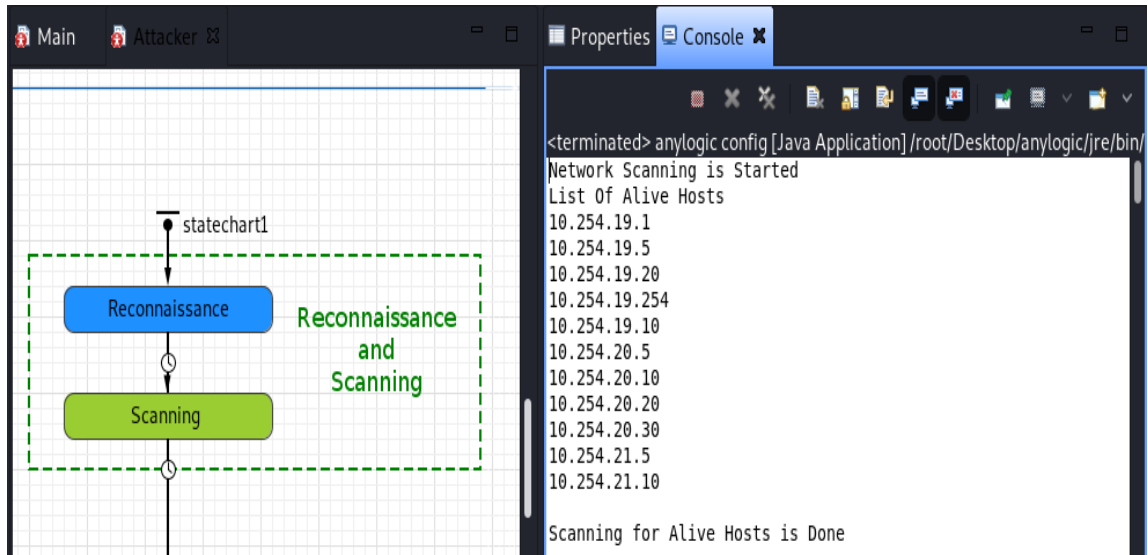 Main
Attacker
statechart1
Reconnaissance
Scanning
Reconnaissance
and
Scanning
Properties
Console
<terminated> anylogic config [Java Application] /root/Desktop/anylogic/jre/bin/
Network Scanning is Started
List Of Alive Hosts
10.254.19.1
10.254.19.5
10.254.19.20
10.254.19.254
10.254.19.10
10.254.20.5
10.254.20.10
10.254.20.20
10.254.20.30
10.254.21.5
10.254.21.10
Scanning for Alive Hosts is Done